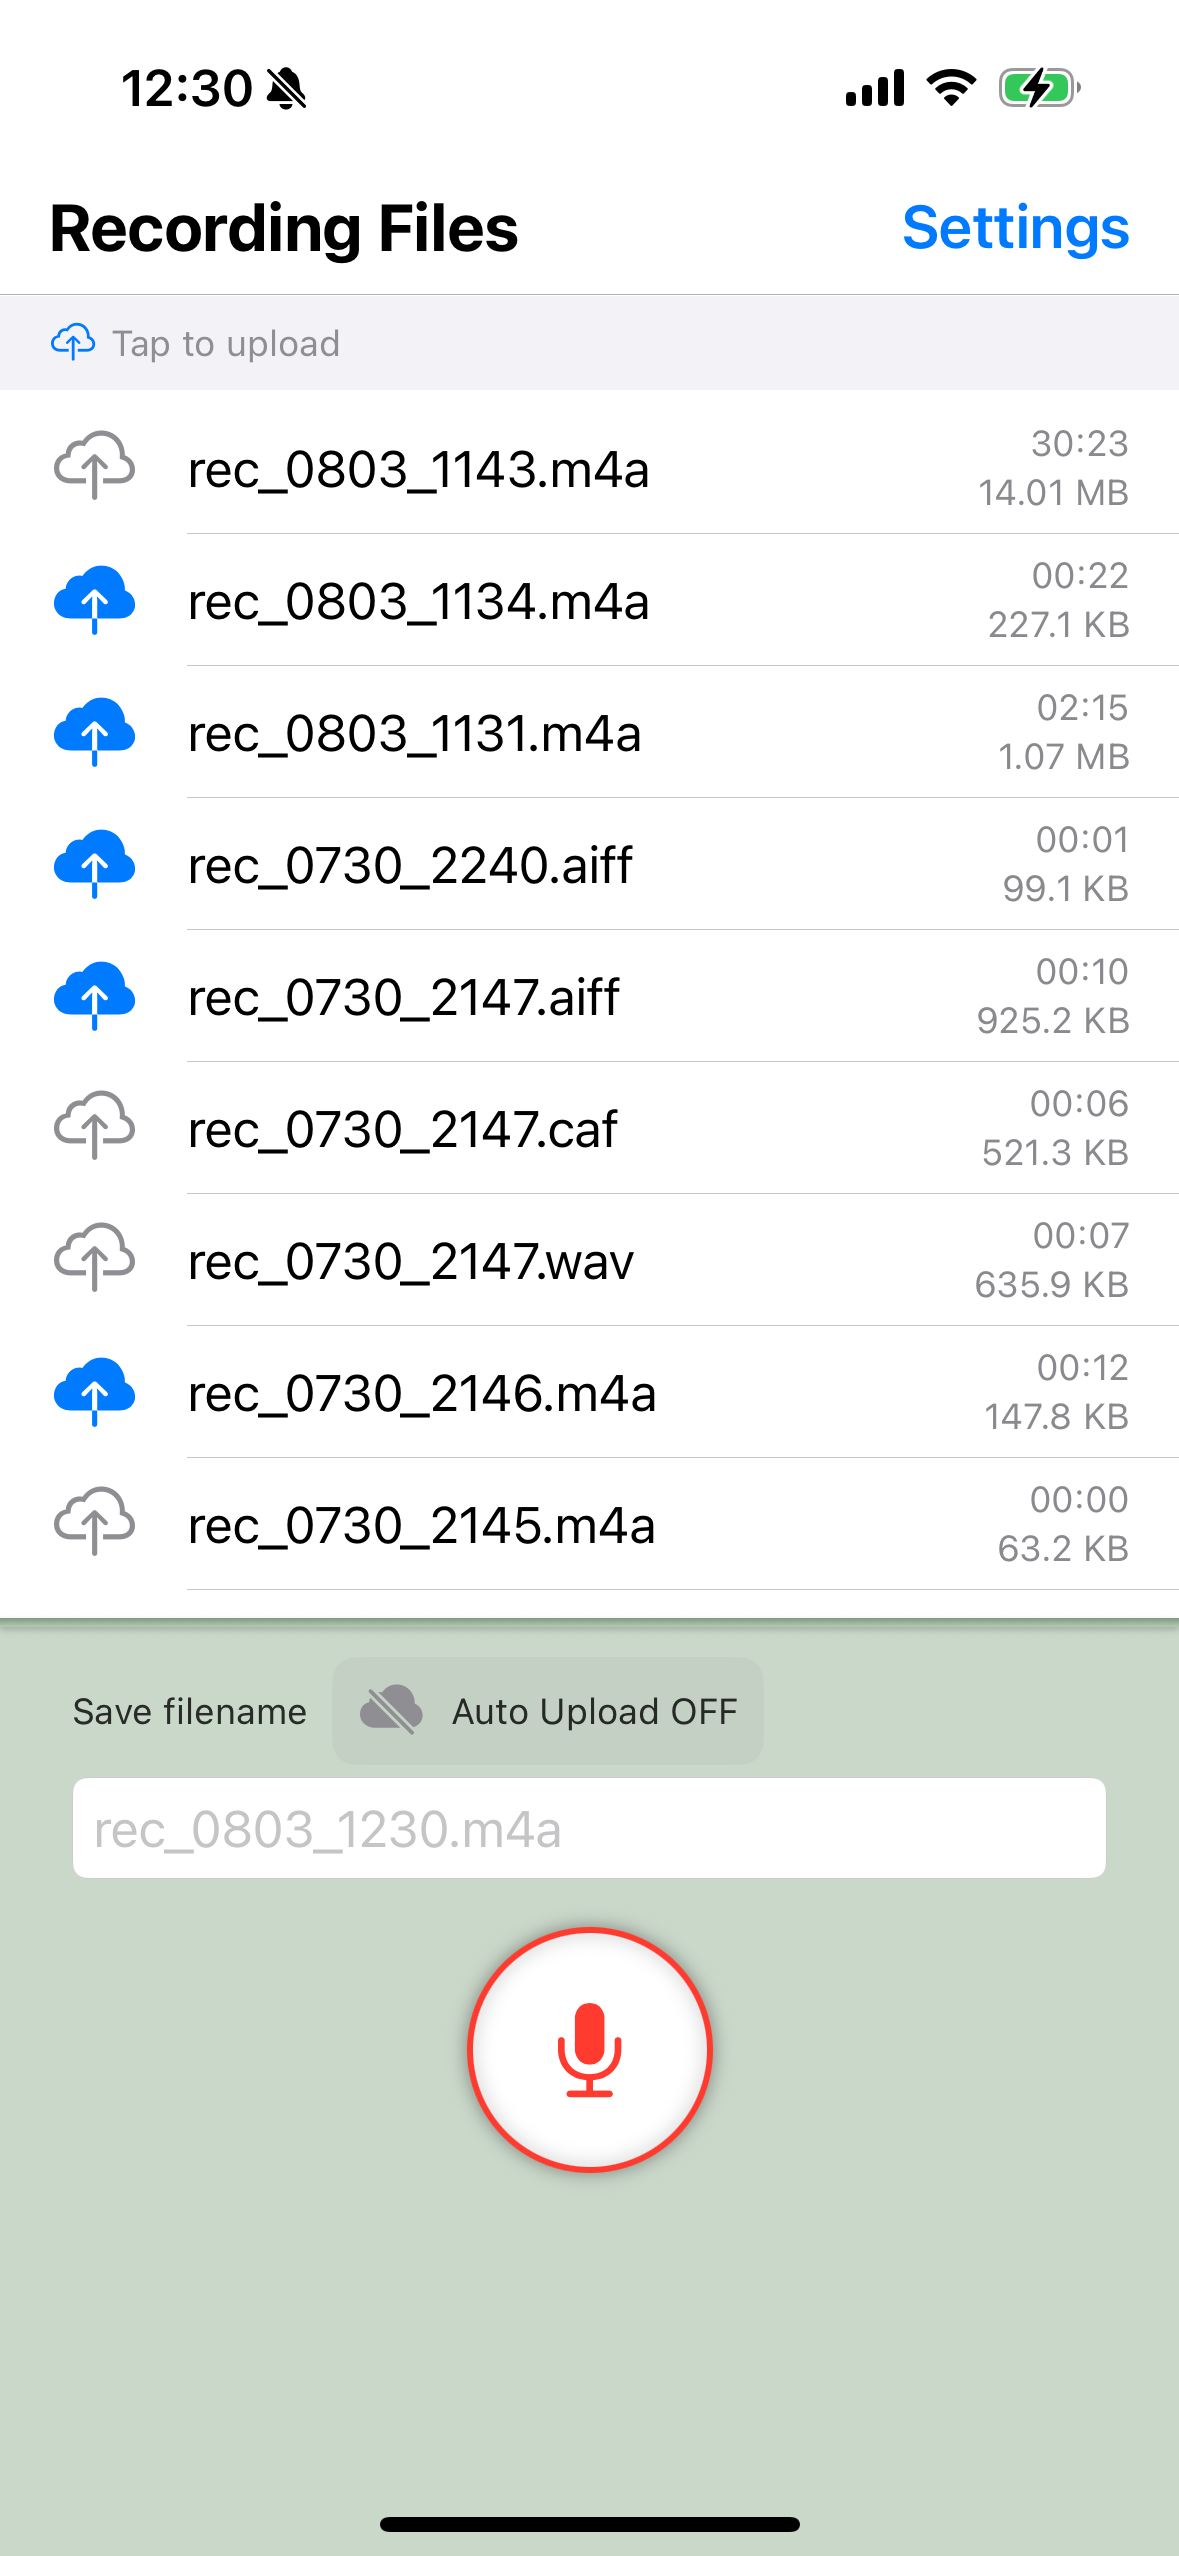 12:30
Recording Files
Settings
Tap to upload
rec_0803_1143.m4a
30:23
14.01 MB
rec_0803_1134.m4a
00:22
227.1 KB
rec_0803_1131.m4a
02:15
1.07 MB
rec_0730_2240.aiff
00:01
99.1 KB
rec_0730_2147.aiff
00:10
925.2 KB
rec_0730_2147.caf
00:06
521.3 KB
rec_0730_2147.wav
00:07
635.9 KB
rec_0730_2146.m4a
00:12
147.8 KB
rec_0730_2145.m4a
00:00
63.2 KB
Save filename
Auto Upload OFF
rec_0803_1230.m4a